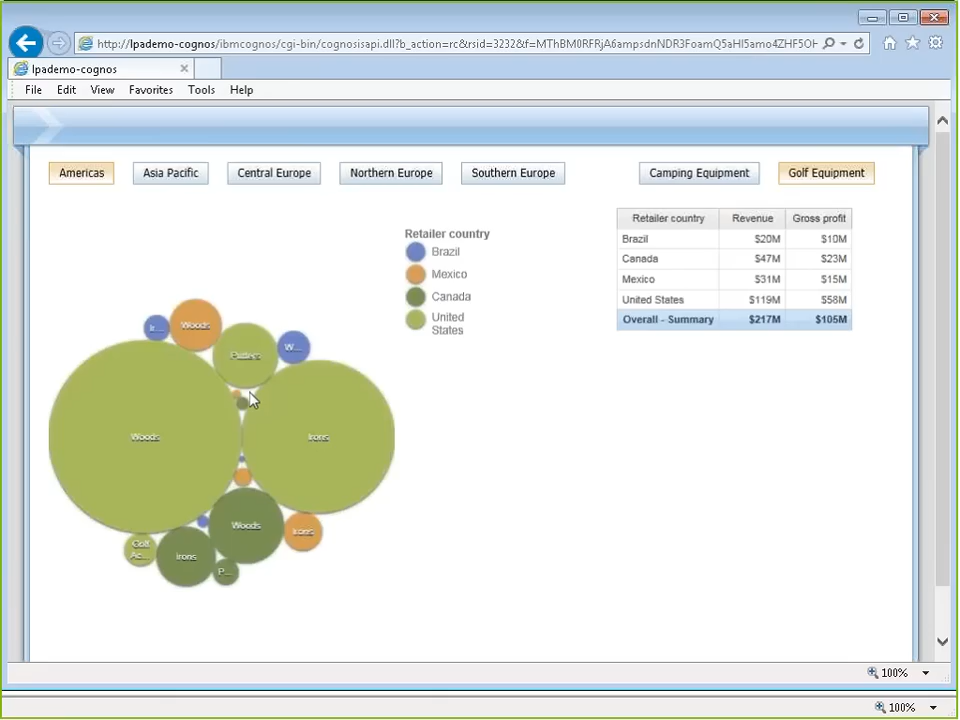 http://lpademo-cognos/ibmcognos/cgi-bin/cognosisapi.dll?b_action=rc&rsid=3232&f=MThBM0RFRjA6ampsdnNDR3FoamQ5aHl5amo4ZHF5OH
lpademo-cognos
File Edit View Favorites Tools Help
Americas Asia Pacific Central Europe Northern Europe Southern Europe Camping Equipment Golf Equipment
Retailer country
Brazil
Mexico
Canada
United
States
Retailer country Revenue Gross profit
Brazil $20M $10M
Canada $47M $23M
Mexico $31M $15M
United States $119M $58M
Overall - Summary $217M $105M
Ir...
Woods
Putters
W...
Woods
Irons
Woods
Irons
Golf
Ac...
Irons
P...
100%
100%